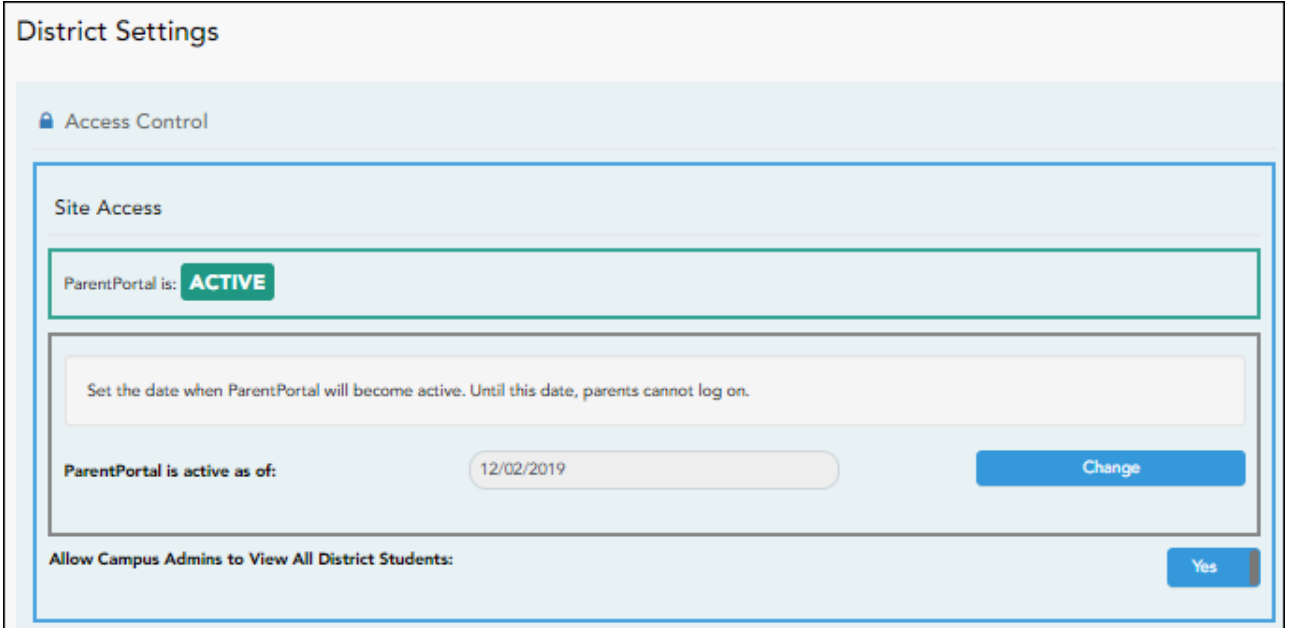 District Settings
Access Control
Site Access
ParentPortal is: ACTIVE
Set the date when ParentPortal will become active. Until this date, parents cannot log on.
ParentPortal is active as of: 12/02/2019 Change
Allow Campus Admins to View All District Students: Yes